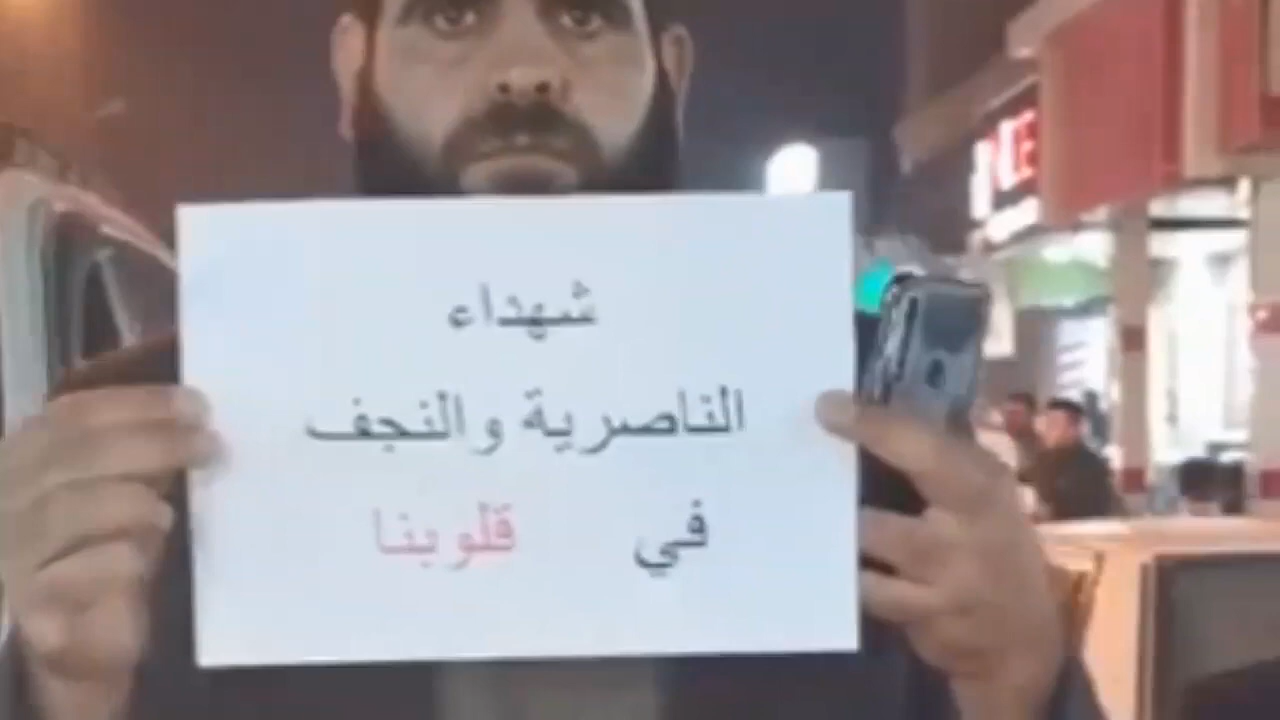 شهداء
الناصرية والنجف
في قلوبنا